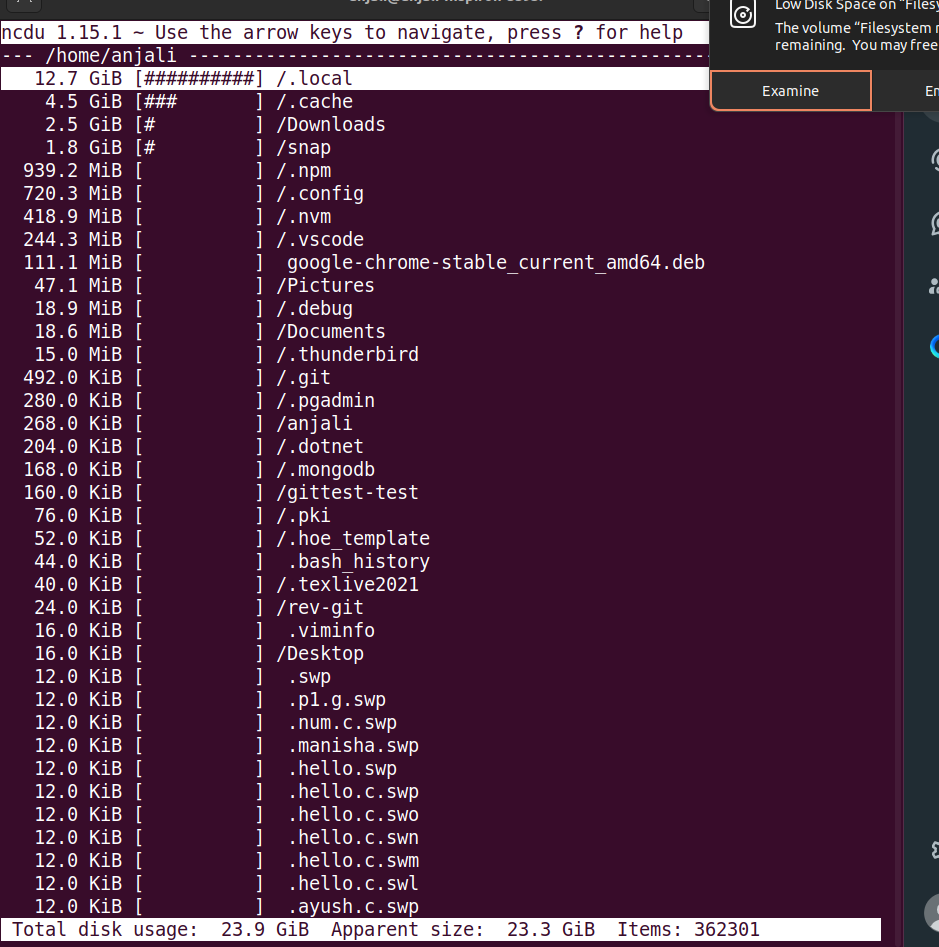 ncdu 1.15.1 ~ Use the arrow keys to navigate, press ? for help
--- /home/anjali ------------------------------------------------
12.7 GiB [##########] /.local
4.5 GiB [### ] /.cache
2.5 GiB [# ] /Downloads
1.8 GiB [# ] /snap
939.2 MiB [ ] /.npm
720.3 MiB [ ] /.config
418.9 MiB [ ] /.nvm
244.3 MiB [ ] /.vscode
111.1 MiB [ ] google-chrome-stable_current_amd64.deb
47.1 MiB [ ] /Pictures
18.9 MiB [ ] /.debug
18.6 MiB [ ] /Documents
15.0 MiB [ ] /.thunderbird
492.0 KiB [ ] /.git
280.0 KiB [ ] /.pgadmin
268.0 KiB [ ] /anjali
204.0 KiB [ ] /.dotnet
168.0 KiB [ ] /.mongodb
160.0 KiB [ ] /gittest-test
76.0 KiB [ ] /.pki
52.0 KiB [ ] /.hoe_template
44.0 KiB [ ] .bash_history
40.0 KiB [ ] /.texlive2021
24.0 KiB [ ] /rev-git
16.0 KiB [ ] .viminfo
16.0 KiB [ ] /Desktop
12.0 KiB [ ] .swp
12.0 KiB [ ] .p1.g.swp
12.0 KiB [ ] .num.c.swp
12.0 KiB [ ] .manisha.swp
12.0 KiB [ ] .hello.swp
12.0 KiB [ ] .hello.c.swp
12.0 KiB [ ] .hello.c.swo
12.0 KiB [ ] .hello.c.swn
12.0 KiB [ ] .hello.c.swm
12.0 KiB [ ] .hello.c.swl
12.0 KiB [ ] .ayush.c.swp
Total disk usage: 23.9 GiB Apparent size: 23.3 GiB Items: 362301
Low Disk Space on “Filesy
The volume “Filesystem r
remaining. You may free
Examine